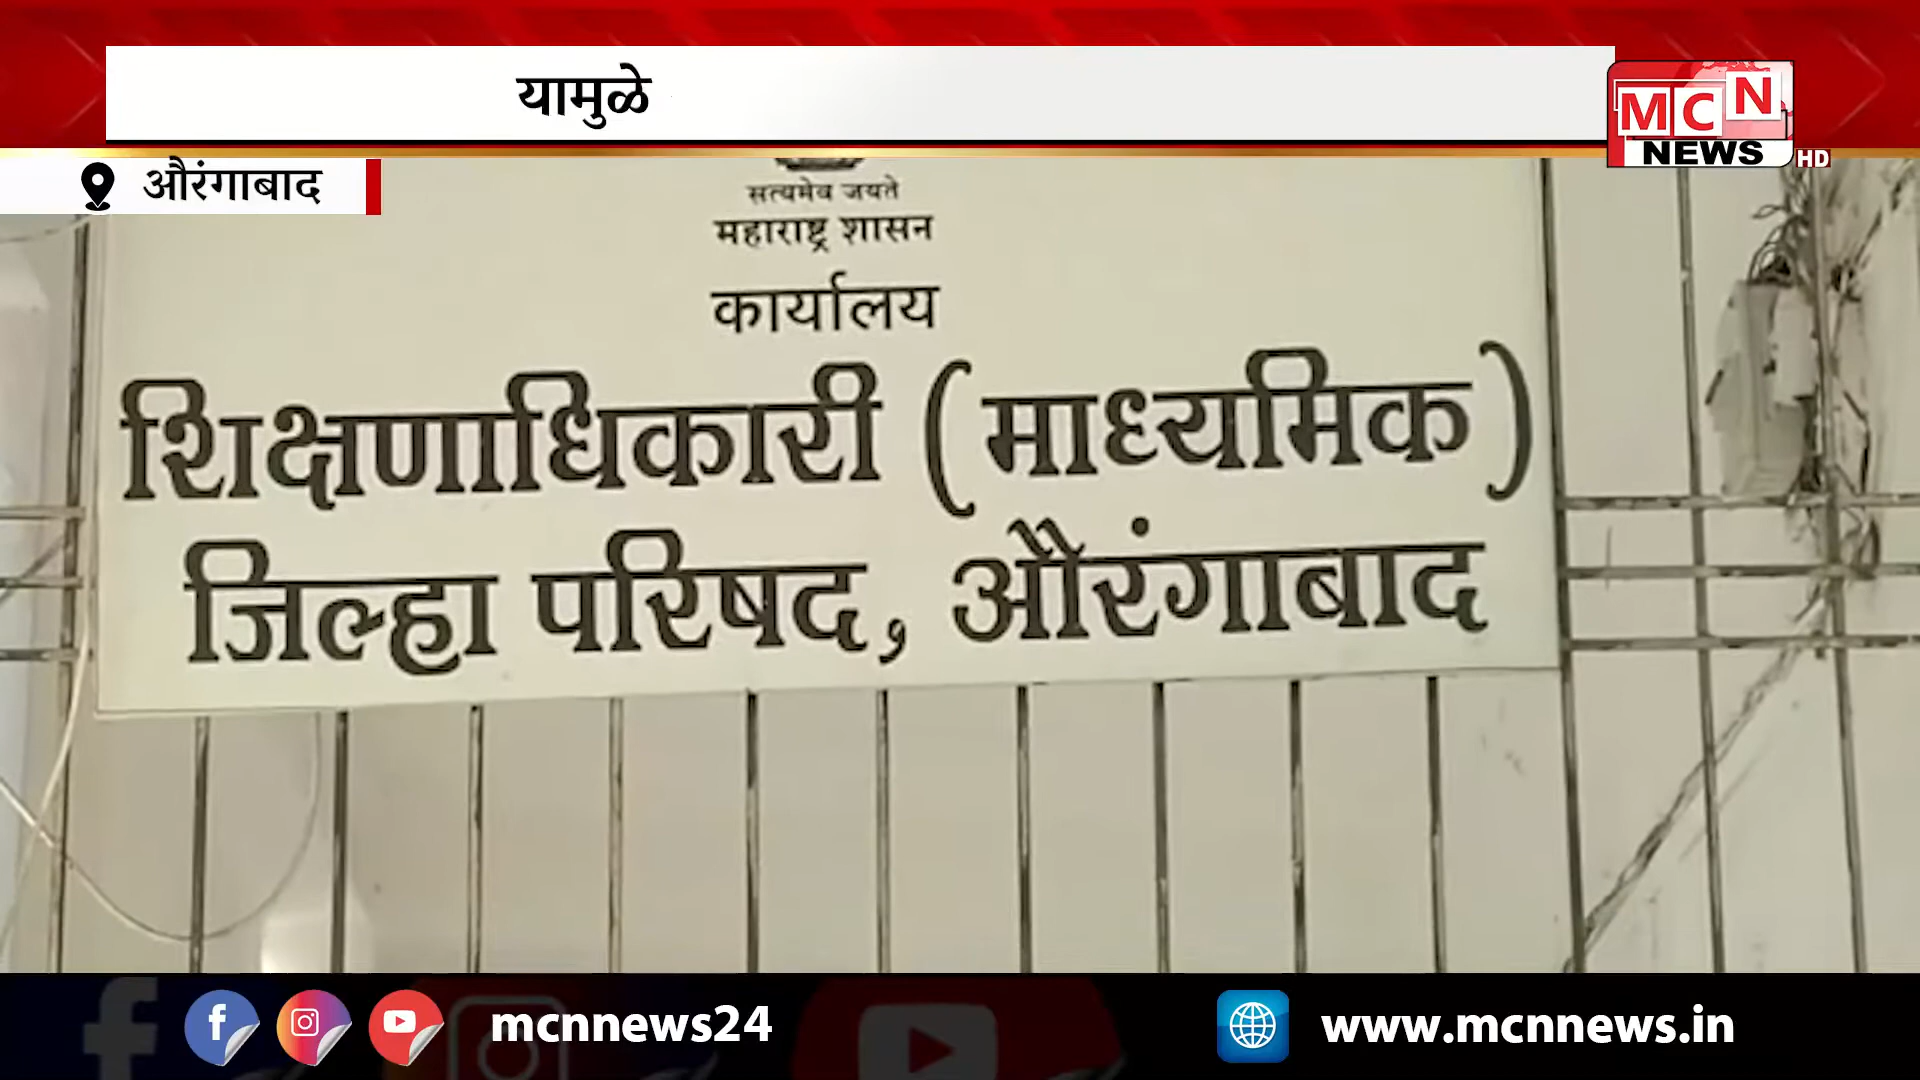 यामुळे
MCN
NEWS HD
औरंगाबाद
सत्यमेव जयते
महाराष्ट्र शासन
कार्यालय
शिक्षणाधिकारी (माध्यमिक)
जिल्हा परिषद, औरंगाबाद
mcnnews24
www.mcnnews.in